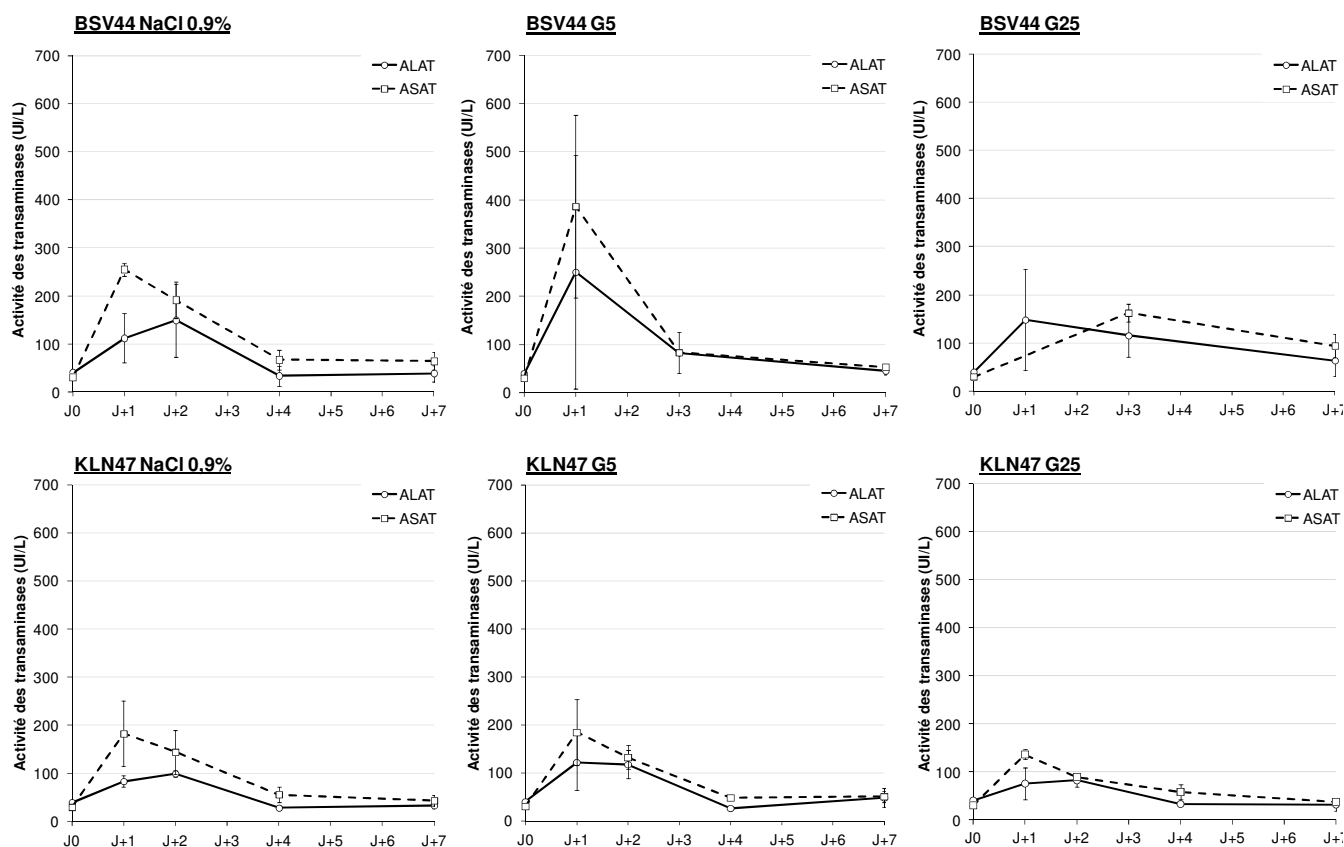 BSV44 NaCl 0,9%
Activité des transaminases (UI/L)
700
600
500
400
300
200
100
0
J0 J+1 J+2 J+3 J+4 J+5 J+6 J+7
ALAT
ASAT
BSV44 G5
Activité des transaminases (UI/L)
700
600
500
400
300
200
100
0
J0 J+1 J+2 J+3 J+4 J+5 J+6 J+7
ALAT
ASAT
BSV44 G25
Activité des transaminases (UI/L)
700
600
500
400
300
200
100
0
J0 J+1 J+2 J+3 J+4 J+5 J+6 J+7
ALAT
ASAT
KLN47 NaCl 0,9%
Activité des transaminases (UI/L)
700
600
500
400
300
200
100
0
J0 J+1 J+2 J+3 J+4 J+5 J+6 J+7
ALAT
ASAT
KLN47 G5
Activité des transaminases (UI/L)
700
600
500
400
300
200
100
0
J0 J+1 J+2 J+3 J+4 J+5 J+6 J+7
ALAT
ASAT
KLN47 G25
Activité des transaminases (UI/L)
700
600
500
400
300
200
100
0
J0 J+1 J+2 J+3 J+4 J+5 J+6 J+7
ALAT
ASAT